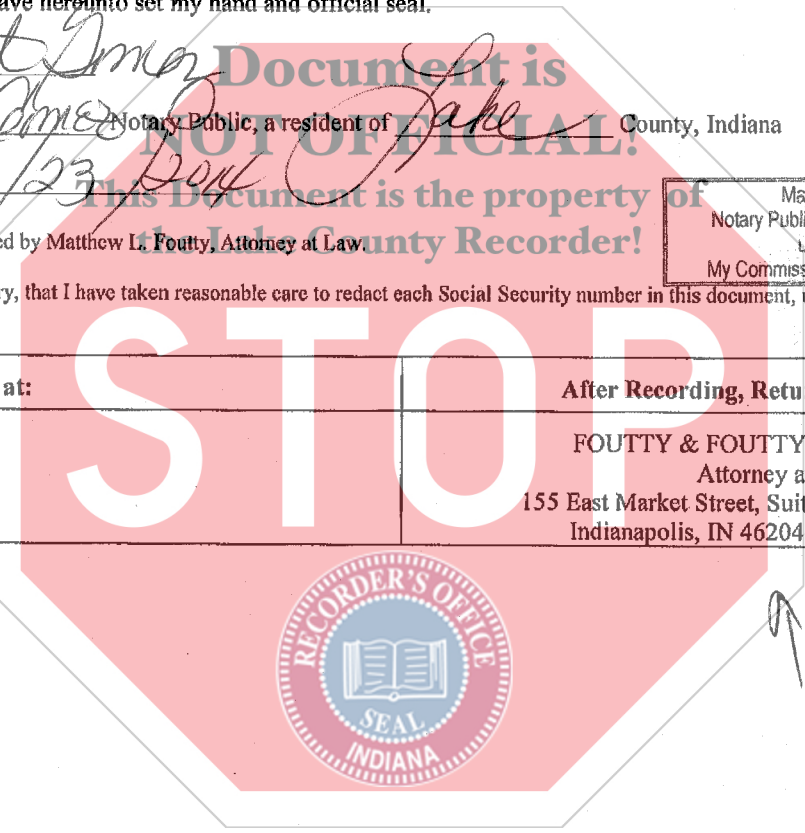 ave hereunto set my hand and official seal.
Document is
Notary Public, a resident of Lake County, Indiana
NOT OFFICIAL!
This Document is the property of
Ma
Notary Publi
ed by Matthew L. Foutty, Attorney at Law.
the Lake County Recorder!
My Commiss
ry, that I have taken reasonable care to redact each Social Security number in this document,
STOP
at:
After Recording, Retu
FOUTTY & FOUTTY
Attorney a
155 East Market Street, Suit
Indianapolis, IN 46204
RECORDER'S OFFICE
SEAL
INDIANA